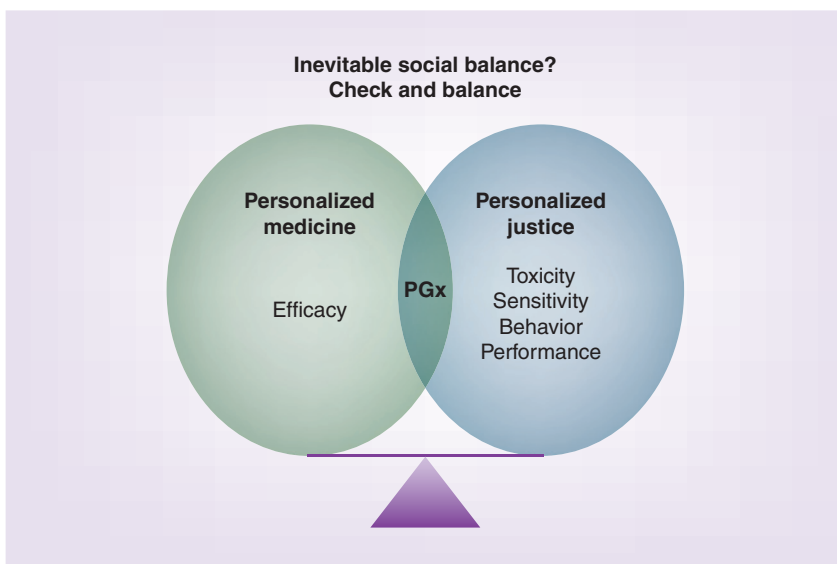 Inevitable social balance?
Check and balance
Personalized
medicine
Efficacy
PGx
Personalized
justice
Toxicity
Sensitivity
Behavior
Performance